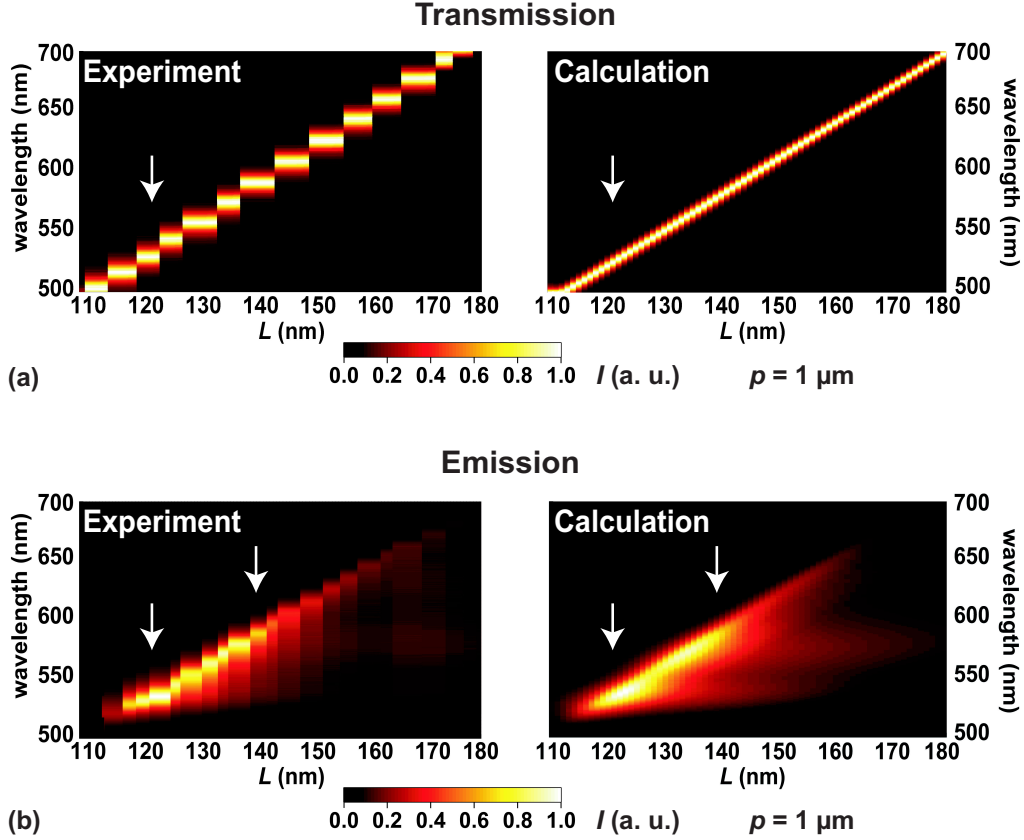 Transmission
Experiment
Calculation
wavelength (nm)
700
650
600
550
500
110 120 130 140 150 160 170 180
L (nm)
700
650
600
550
500
wavelength (nm)
110 120 130 140 150 160 170 180
L (nm)
(a)
0.0 0.2 0.4 0.6 0.8 1.0
I (a. u.)
p = 1 µm
Emission
Experiment
Calculation
wavelength (nm)
700
650
600
550
500
110 120 130 140 150 160 170 180
L (nm)
700
650
600
550
500
wavelength (nm)
110 120 130 140 150 160 170 180
L (nm)
(b)
0.0 0.2 0.4 0.6 0.8 1.0
I (a. u.)
p = 1 µm